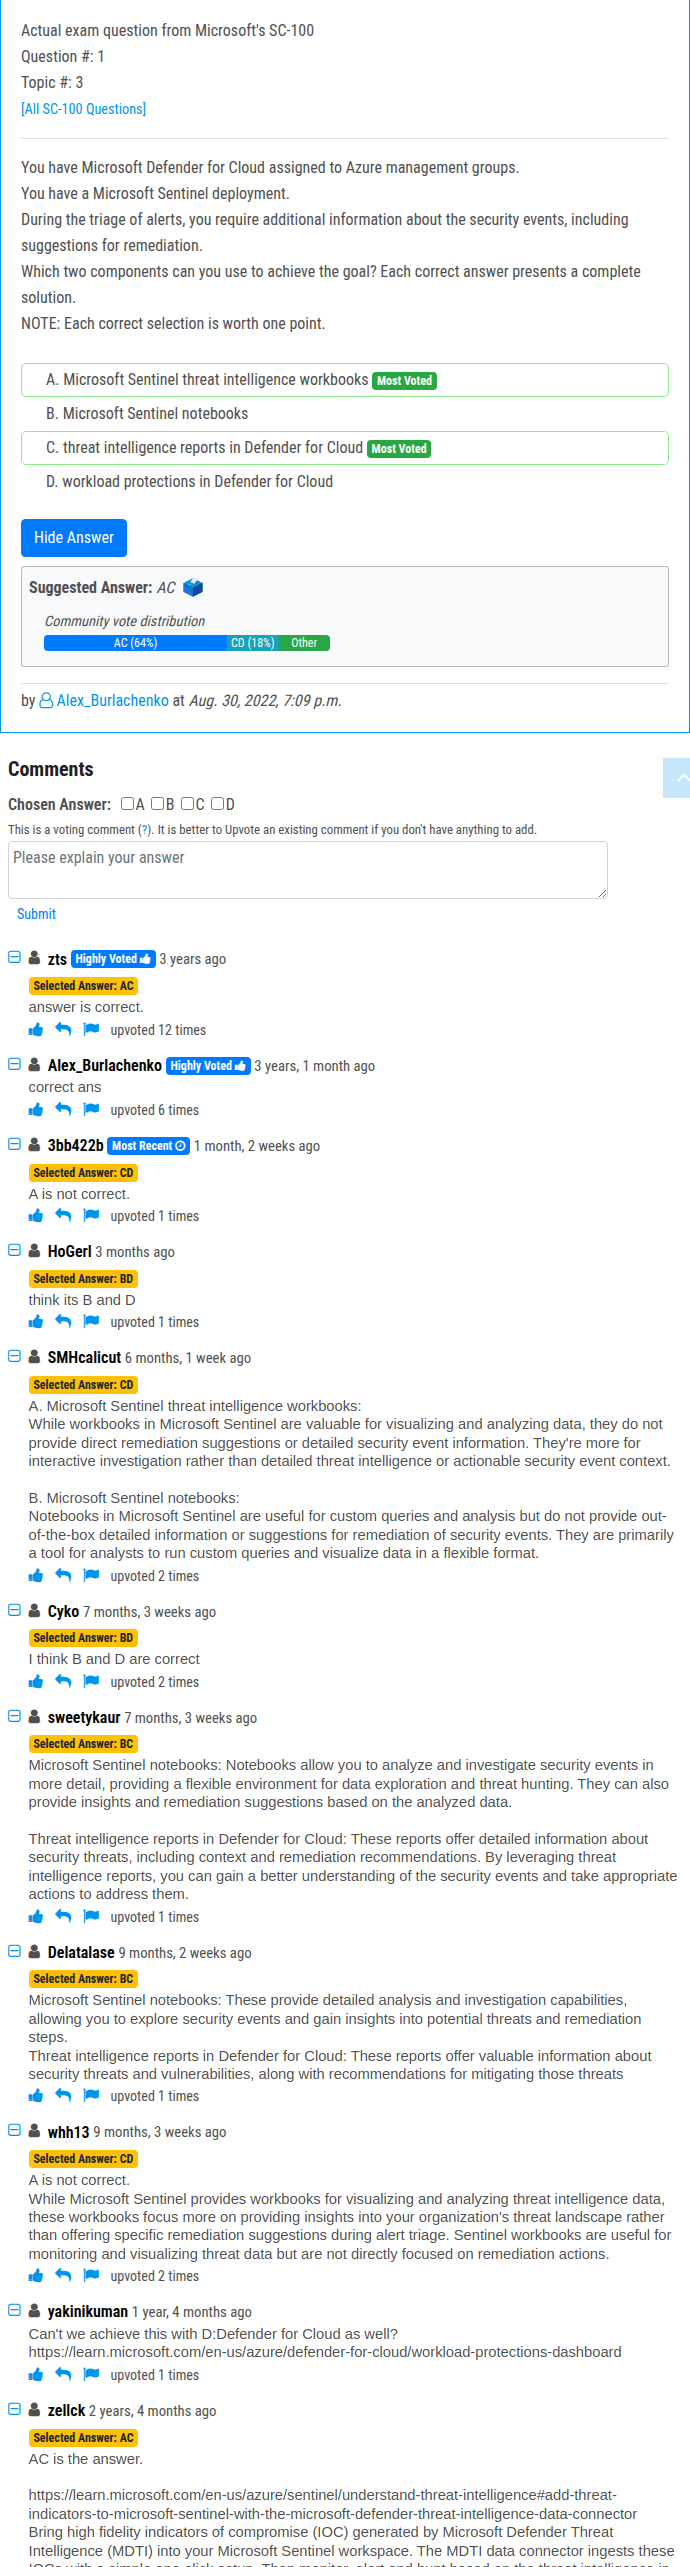 Actual exam question from Microsoft's SC-100
Question #: 1
Topic #: 3
[All SC-100 Questions]
You have Microsoft Defender for Cloud assigned to Azure management groups.
You have a Microsoft Sentinel deployment.
During the triage of alerts, you require additional information about the security events, including
suggestions for remediation.
Which two components can you use to achieve the goal? Each correct answer presents a complete
solution.
NOTE: Each correct selection is worth one point.
A. Microsoft Sentinel threat intelligence workbooks Most Voted
B. Microsoft Sentinel notebooks
C. threat intelligence reports in Defender for Cloud Most Voted
D. workload protections in Defender for Cloud
Hide Answer
Suggested Answer: AC
Community vote distribution
AC (64%) CD (18%) Other
by Alex_Burlachenko at Aug. 30, 2022, 7:09 p.m.
Comments
Chosen Answer: A B C D
This is a voting comment (?). It is better to Upvote an existing comment if you don't have anything to add.
Please explain your answer
Submit
zts Highly Voted 3 years ago
Selected Answer: AC
answer is correct.
upvoted 12 times
Alex_Burlachenko Highly Voted 3 years, 1 month ago
correct ans
upvoted 6 times
3bb422b Most Recent 1 month, 2 weeks ago
Selected Answer: CD
A is not correct.
upvoted 1 times
HoGerl 3 months ago
Selected Answer: BD
think its B and D
upvoted 1 times
SMHcalicut 6 months, 1 week ago
Selected Answer: CD
A. Microsoft Sentinel threat intelligence workbooks:
While workbooks in Microsoft Sentinel are valuable for visualizing and analyzing data, they do not
provide direct remediation suggestions or detailed security event information. They're more for
interactive investigation rather than detailed threat intelligence or actionable security event context.
B. Microsoft Sentinel notebooks:
Notebooks in Microsoft Sentinel are useful for custom queries and analysis but do not provide out-
of-the-box detailed information or suggestions for remediation of security events. They are primarily
a tool for analysts to run custom queries and visualize data in a flexible format.
upvoted 2 times
Cyko 7 months, 3 weeks ago
Selected Answer: BD
I think B and D are correct
upvoted 2 times
sweetykaur 7 months, 3 weeks ago
Selected Answer: BC
Microsoft Sentinel notebooks: Notebooks allow you to analyze and investigate security events in
more detail, providing a flexible environment for data exploration and threat hunting. They can also
provide insights and remediation suggestions based on the analyzed data.
Threat intelligence reports in Defender for Cloud: These reports offer detailed information about
security threats, including context and remediation recommendations. By leveraging threat
intelligence reports, you can gain a better understanding of the security events and take appropriate
actions to address them.
upvoted 1 times
Delatalase 9 months, 2 weeks ago
Selected Answer: BC
Microsoft Sentinel notebooks: These provide detailed analysis and investigation capabilities,
allowing you to explore security events and gain insights into potential threats and remediation
steps.
Threat intelligence reports in Defender for Cloud: These reports offer valuable information about
security threats and vulnerabilities, along with recommendations for mitigating those threats
upvoted 1 times
whh13 9 months, 3 weeks ago
Selected Answer: CD
A is not correct.
While Microsoft Sentinel provides workbooks for visualizing and analyzing threat intelligence data,
these workbooks focus more on providing insights into your organization's threat landscape rather
than offering specific remediation suggestions during alert triage. Sentinel workbooks are useful for
monitoring and visualizing threat data but are not directly focused on remediation actions.
upvoted 2 times
yakinikuman 1 year, 4 months ago
Can't we achieve this with D:Defender for Cloud as well?
https://learn.microsoft.com/en-us/azure/defender-for-cloud/workload-protections-dashboard
upvoted 1 times
zellck 2 years, 4 months ago
Selected Answer: AC
AC is the answer.
https://learn.microsoft.com/en-us/azure/sentinel/understand-threat-intelligence#add-threat-
indicators-to-microsoft-sentinel-with-the-microsoft-defender-threat-intelligence-data-connector
Bring high fidelity indicators of compromise (IOC) generated by Microsoft Defender Threat
Intelligence (MDTI) into your Microsoft Sentinel workspace. The MDTI data connector ingests these